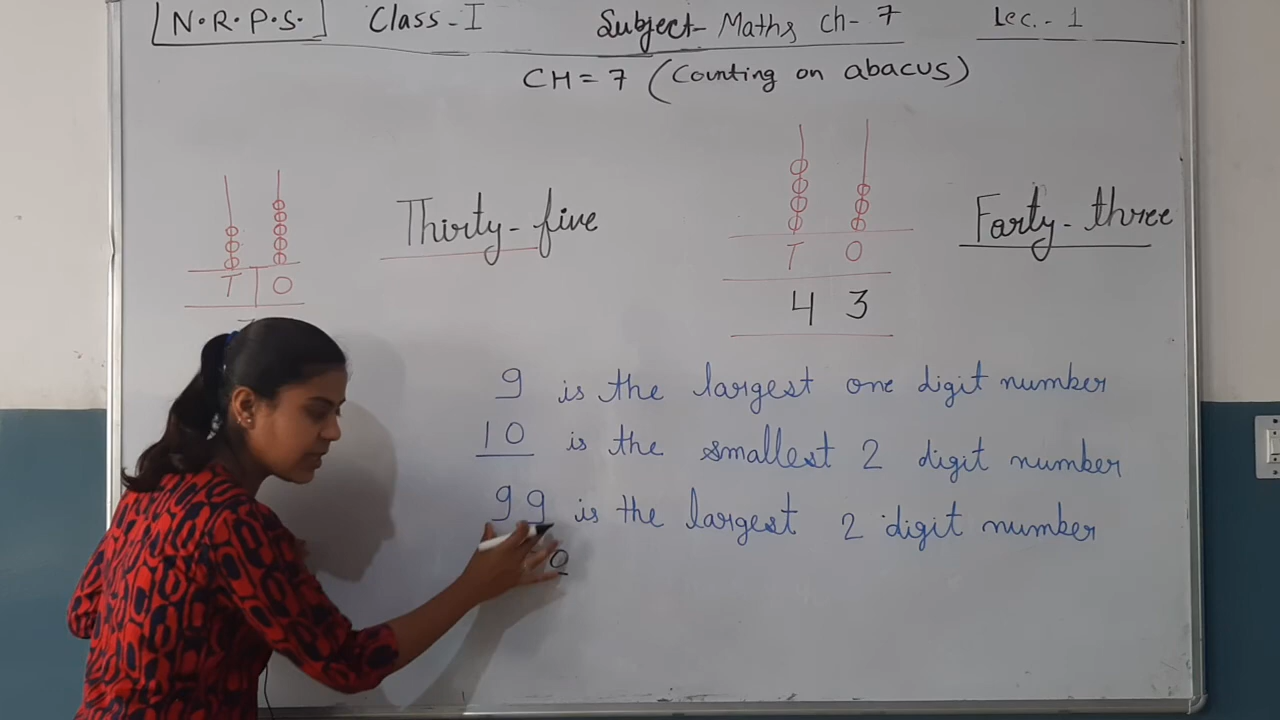 N.R.P.S. Class-I Subject- Maths ch-7 Lec.-1
CH=7 (Counting on abacus)
Thirty-five
T O
Farty-three
T O
4 3
9 is the largest one digit number
10 is the smallest 2 digit number
99 is the largest 2 digit number
0